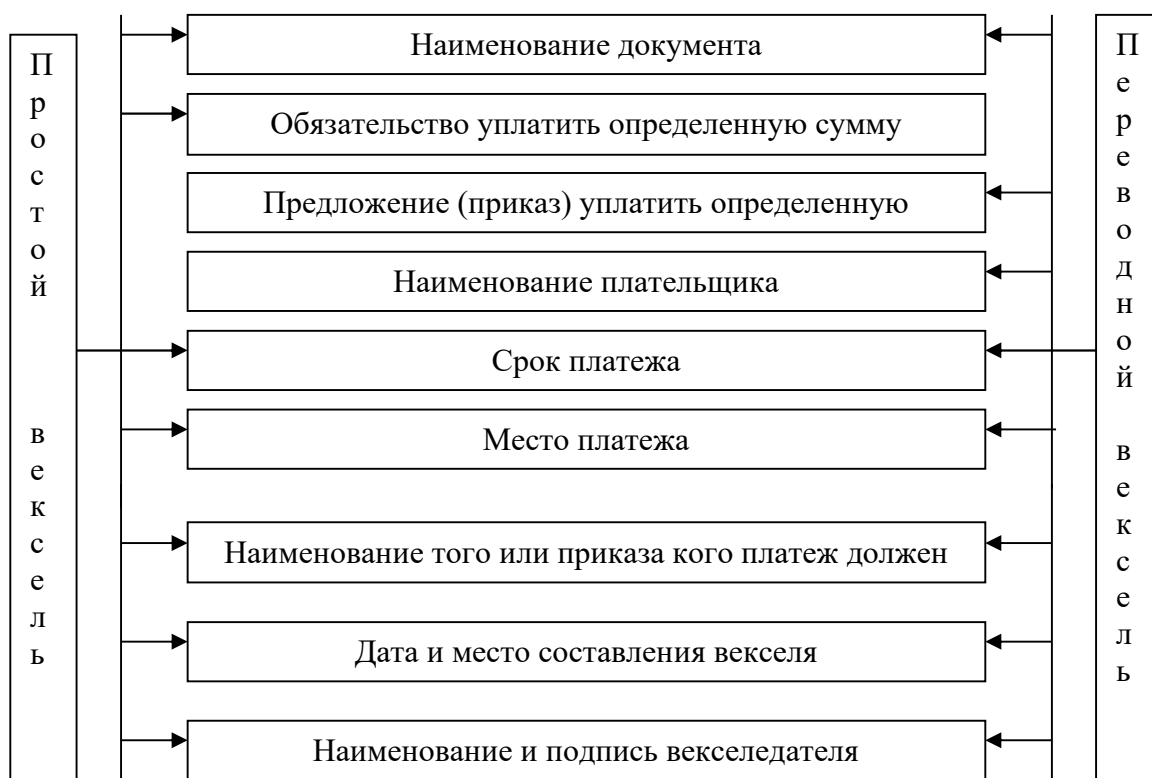 Простой вексель
Наименование документа
Обязательство уплатить определенную сумму
Предложение (приказ) уплатить определенную
Наименование плательщика
Срок платежа
Место платежа
Наименование того или приказа кого платеж должен
Дата и место составления векселя
Наименование и подпись векселедателя
Переводной вексель